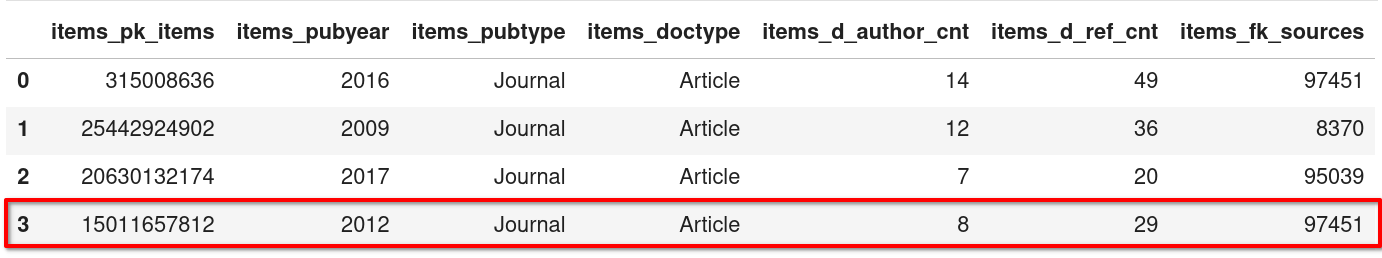 items_pk_items items_pubyear items_pubtype items_doctype items_d_author_cnt items_d_ref_cnt items_fk_sources
0 315008636 2016 Journal Article 14 49 97451
1 25442924902 2009 Journal Article 12 36 8370
2 20630132174 2017 Journal Article 7 20 95039
3 15011657812 2012 Journal Article 8 29 97451